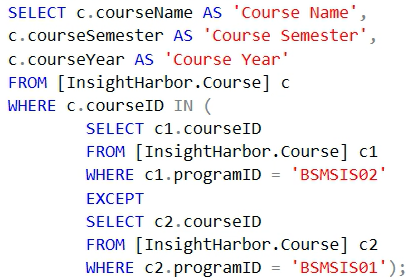 SELECT c.courseName AS 'Course Name',
c.courseSemester AS 'Course Semester',
c.courseYear AS 'Course Year'
FROM [InsightHarbor.Course] c
WHERE c.courseID IN (
SELECT c1.courseID
FROM [InsightHarbor.Course] c1
WHERE c1.programID = 'BSMSIS02'
EXCEPT
SELECT c2.courseID
FROM [InsightHarbor.Course] c2
WHERE c2.programID = 'BSMSIS01');